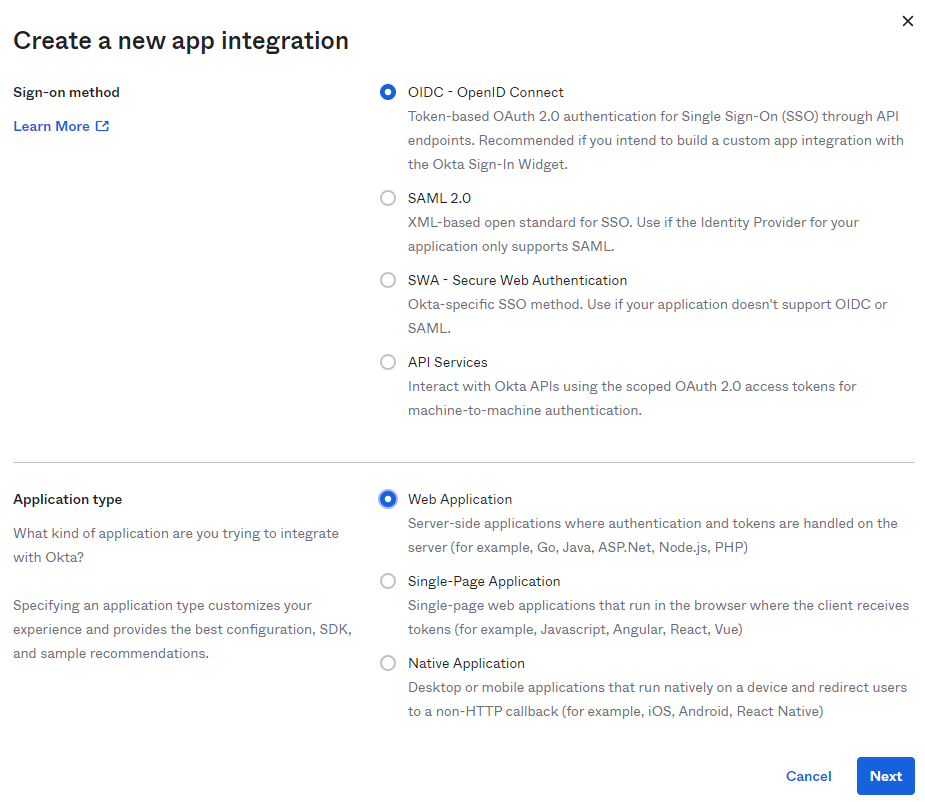 Create a new app integration
Sign-on method
Learn More
OIDC - OpenID Connect
Token-based OAuth 2.0 authentication for Single Sign-On (SSO) through API
endpoints. Recommended if you intend to build a custom app integration with
the Okta Sign-In Widget.
SAML 2.0
XML-based open standard for SSO. Use if the Identity Provider for your
application only supports SAML.
SWA - Secure Web Authentication
Okta-specific SSO method. Use if your application doesn't support OIDC or
SAML.
API Services
Interact with Okta APIs using the scoped OAuth 2.0 access tokens for
machine-to-machine authentication.
Application type
What kind of application are you trying to integrate
with Okta?
Specifying an application type customizes your
experience and provides the best configuration, SDK,
and sample recommendations.
Web Application
Server-side applications where authentication and tokens are handled on the
server (for example, Go, Java, ASP.Net, Node.js, PHP)
Single-Page Application
Single-page web applications that run in the browser where the client receives
tokens (for example, Javascript, Angular, React, Vue)
Native Application
Desktop or mobile applications that run natively on a device and redirect users
to a non-HTTP callback (for example, iOS, Android, React Native)
Cancel
Next